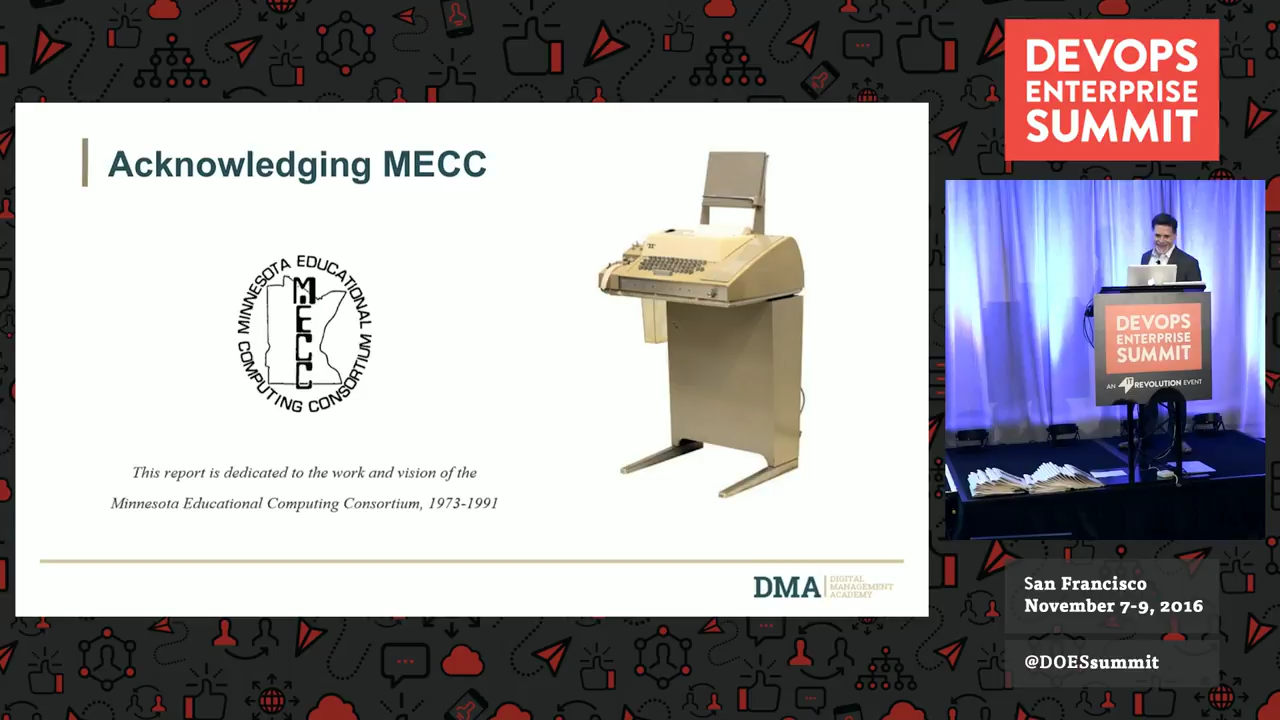 Acknowledging MECC
MINNESOTA EDUCATIONAL
COMPUTING CONSORTIUM
MECC
This report is dedicated to the work and vision of the
Minnesota Educational Computing Consortium, 1973-1991
DMA
DIGITAL
MANAGEMENT
ACADEMY
DEVOPS
ENTERPRISE
SUMMIT
DEVOPS
ENTERPRISE
SUMMIT
AN IT REVOLUTION EVENT
San Francisco
November 7-9, 2016
@DOESsummit